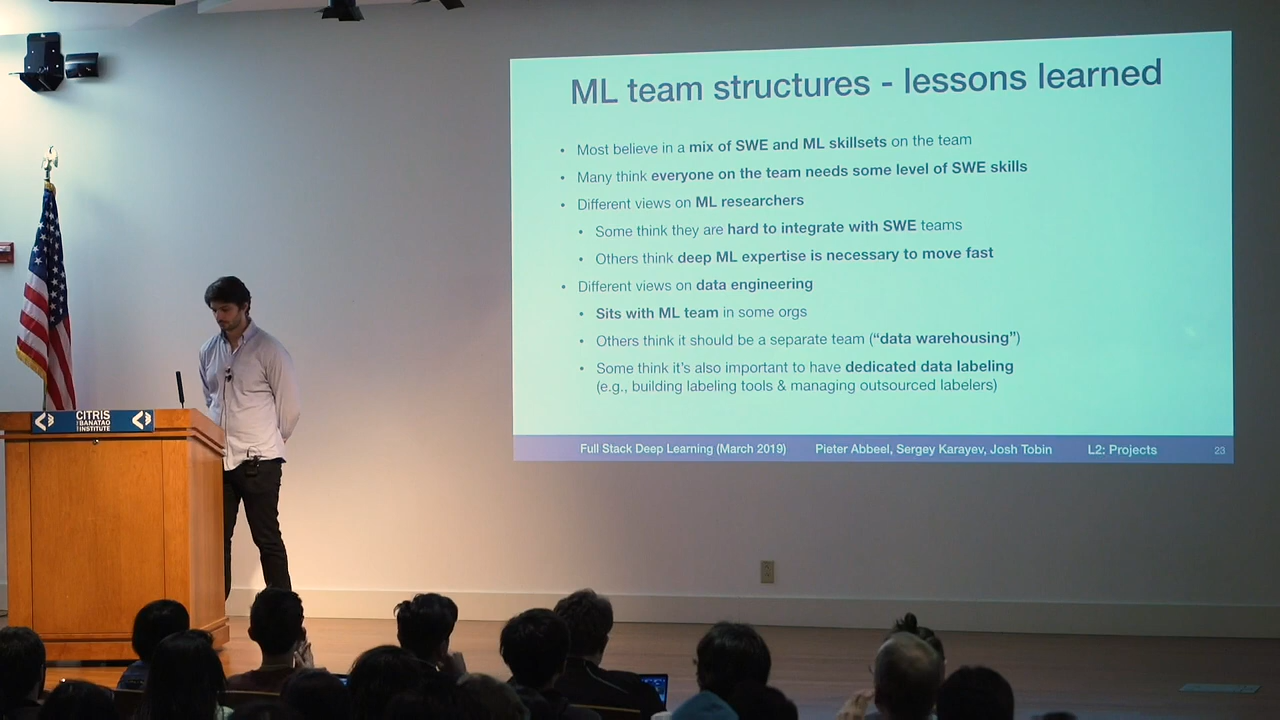 ML team structures - lessons learned
• Most believe in a mix of SWE and ML skillsets on the team
• Many think everyone on the team needs some level of SWE skills
• Different views on ML researchers
• Some think they are hard to integrate with SWE teams
• Others think deep ML expertise is necessary to move fast
• Different views on data engineering
• Sits with ML team in some orgs
• Others think it should be a separate team (“data warehousing”)
• Some think it’s also important to have dedicated data labeling
(e.g., building labeling tools & managing outsourced labelers)
Full Stack Deep Learning (March 2019) Pieter Abbeel, Sergey Karayev, Josh Tobin L2: Projects 23
CITRIS
BANATAO
INSTITUTE